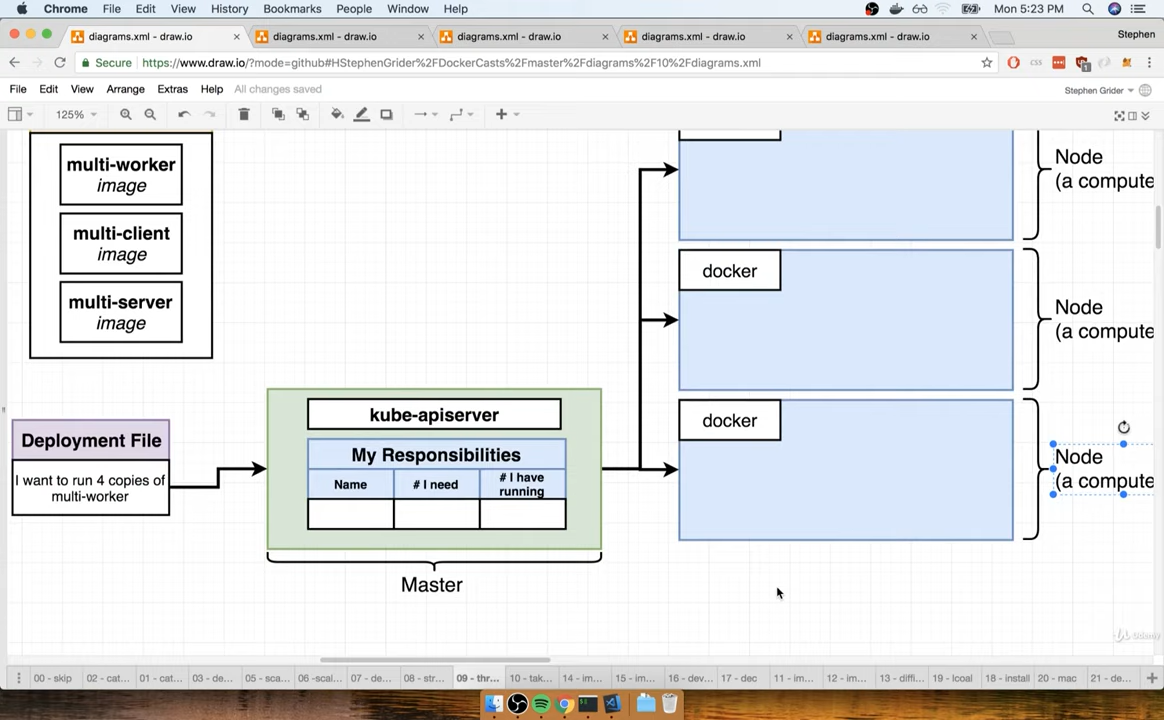 Chrome File Edit View History Bookmarks People Window Help Mon 5:23 PM
diagrams.xml - draw.io diagrams.xml - draw.io diagrams.xml - draw.io diagrams.xml - draw.io diagrams.xml - draw.io Stephen
Secure https://www.draw.io/?mode=github#HStephenGrider%2FDockerCasts%2Fmaster%2Fdiagrams%2F10%2Fdiagrams.xml css 1
File Edit View Arrange Extras Help All changes saved Stephen Grider
125%
multi-worker
image
multi-client
image
multi-server
image
Deployment File
I want to run 4 copies of
multi-worker
kube-apiserver
My Responsibilities
Name # I need # I have
running
Master
docker
docker
Node
(a compute
Node
(a compute
Node
(a compute
Udemy
00 - skip 02 - cat... 01 - cat... 03 - de... 05 - sca... 06 -scal... 07 - de... 08 - str... 09 - thr... 10 - tak... 14 - im... 15 - im... 16 - dev... 17 - dec 11 - im... 12 - im... 13 - diffi... 19 - lcoal 18 - install 20 - mac 21 - de...